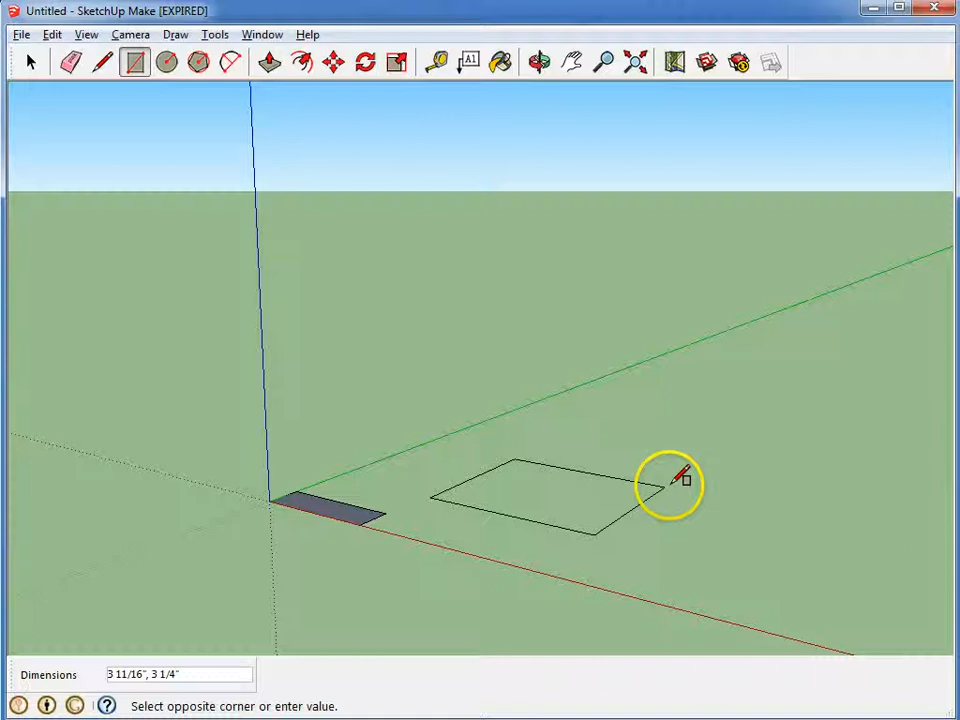 Untitled - SketchUp Make [EXPIRED]
File Edit View Camera Draw Tools Window Help
A1
Dimensions 3 11/16", 3 1/4"
Select opposite corner or enter value.